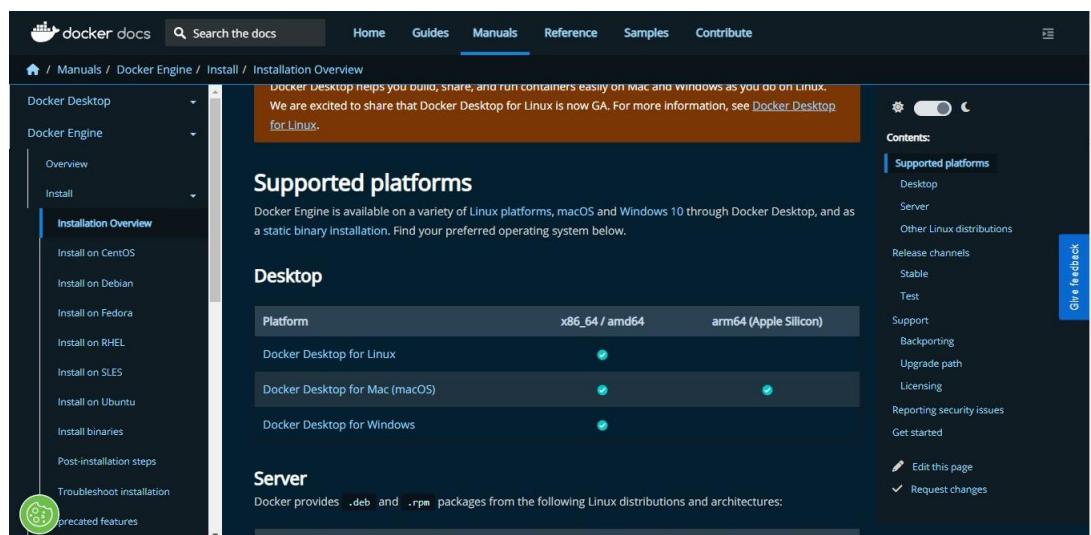 docker docs
Search the docs
Home
Guides
Manuals
Reference
Samples
Contribute
/ Manuals / Docker Engine / Install / Installation Overview
Docker Desktop
Docker Engine
Overview
Install
Installation Overview
Install on CentOS
Install on Debian
Install on Fedora
Install on RHEL
Install on SLES
Install on Ubuntu
Install binaries
Post-installation steps
Troubleshoot installation
precated features
Docker Desktop helps you build, share, and run containers easily on Mac and Windows as you do on Linux.
We are excited to share that Docker Desktop for Linux is now GA. For more information, see Docker Desktop
for Linux.
Supported platforms
Docker Engine is available on a variety of Linux platforms, macOS and Windows 10 through Docker Desktop, and as
a static binary installation. Find your preferred operating system below.
Desktop
Platform x86_64 / amd64 arm64 (Apple Silicon)
Docker Desktop for Linux
Docker Desktop for Mac (macOS)
Docker Desktop for Windows
Server
Docker provides .deb and .rpm packages from the following Linux distributions and architectures:
Contents:
Supported platforms
Desktop
Server
Other Linux distributions
Release channels
Stable
Test
Support
Backporting
Upgrade path
Licensing
Reporting security issues
Get started
Edit this page
Request changes
Give feedback